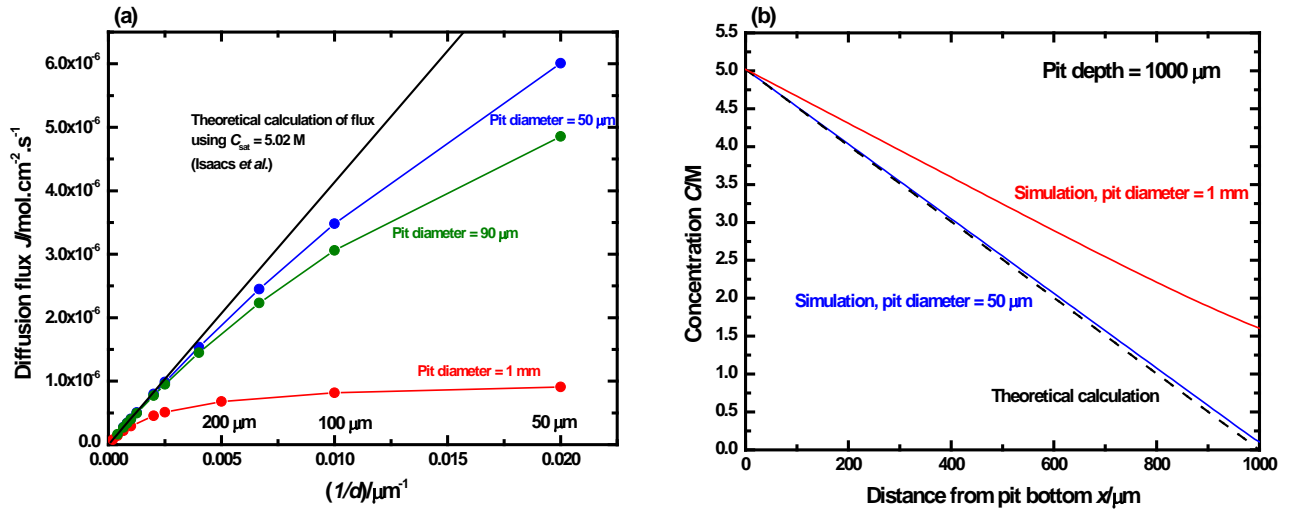 (a)
Diffusion flux J/mol.cm⁻².s⁻¹
6.0x10⁻⁶
5.0x10⁻⁶
4.0x10⁻⁶
3.0x10⁻⁶
2.0x10⁻⁶
1.0x10⁻⁶
0.0
Theoretical calculation of flux
using C_sat = 5.02 M
(Isaacs et al.)
Pit diameter = 50 μm
Pit diameter = 90 μm
Pit diameter = 1 mm
200 μm 100 μm 50 μm
0.000 0.005 0.010 0.015 0.020
(1/d)/μm⁻¹
(b)
Concentration C/M
5.5
5.0
4.5
4.0
3.5
3.0
2.5
2.0
1.5
1.0
0.5
0.0
Pit depth = 1000 μm
Simulation, pit diameter = 1 mm
Simulation, pit diameter = 50 μm
Theoretical calculation
0 200 400 600 800 1000
Distance from pit bottom x/μm